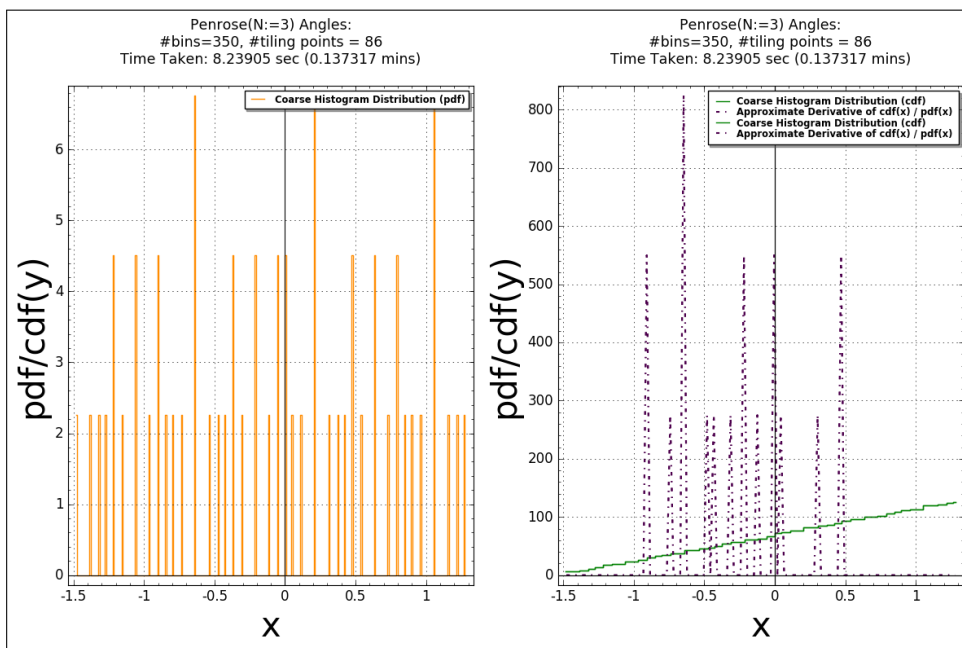 Penrose(N:=3) Angles:
#bins=350, #tiling points = 86
Time Taken: 8.23905 sec (0.137317 mins)
Coarse Histogram Distribution (pdf)
pdf/cdf(y)
6
5
4
3
2
1
0
-1.5
-1
-0.5
0
0.5
1
x
Penrose(N:=3) Angles:
#bins=350, #tiling points = 86
Time Taken: 8.23905 sec (0.137317 mins)
Coarse Histogram Distribution (cdf)
Approximate Derivative of cdf(x) / pdf(x)
Coarse Histogram Distribution (cdf)
Approximate Derivative of cdf(x) / pdf(x)
pdf/cdf(y)
800
700
600
500
400
300
200
100
0
-1.5
-1
-0.5
0
0.5
1
x